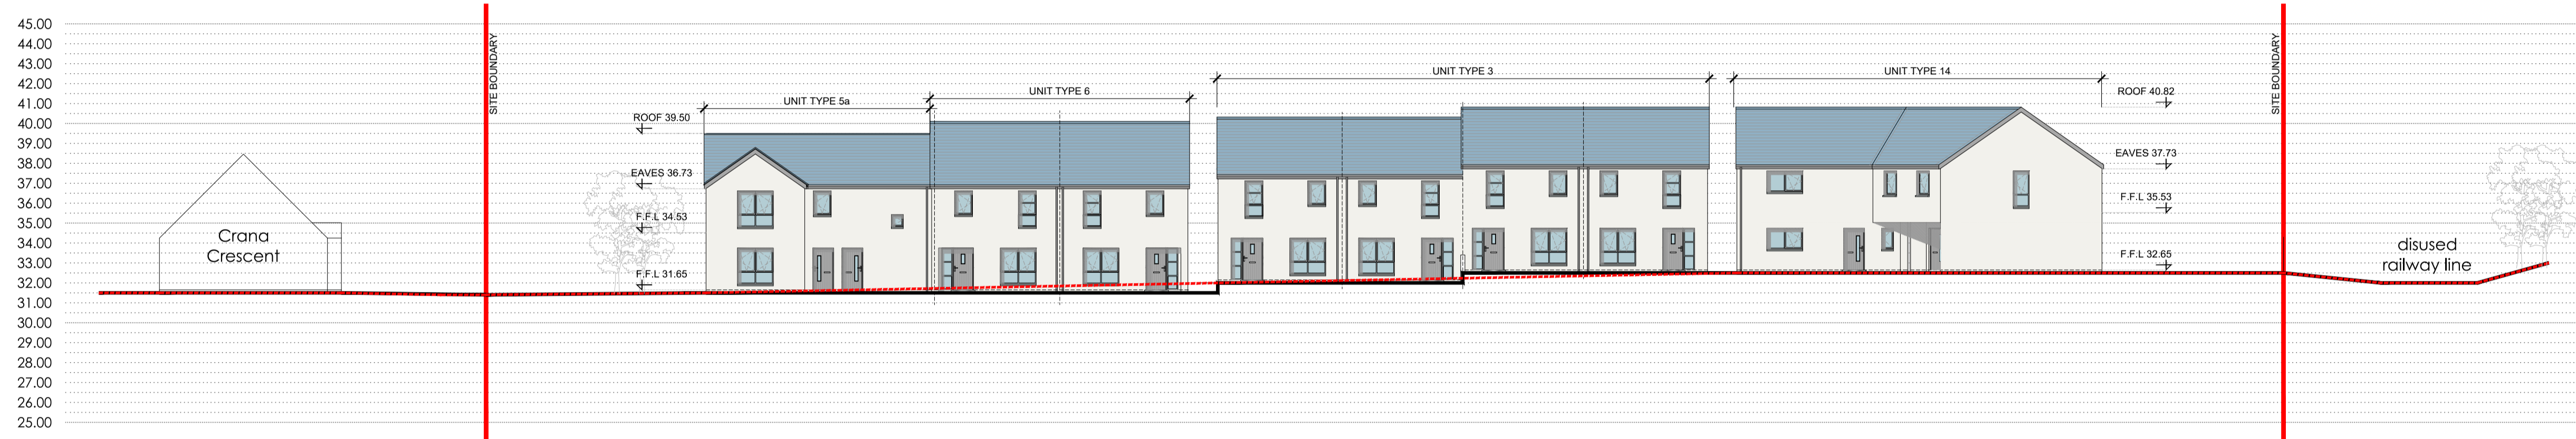 45.00
44.00
43.00
42.00
41.00
40.00
39.00
38.00
37.00
36.00
35.00
34.00
33.00
32.00
31.00
30.00
29.00
28.00
27.00
26.00
25.00
Crana
Crescent
SITE BOUNDARY
ROOF 39.50
EAVES 36.73
F.F.L 34.53
F.F.L 31.65
UNIT TYPE 5a
UNIT TYPE 6
UNIT TYPE 3
UNIT TYPE 14
ROOF 40.82
EAVES 37.73
F.F.L 35.53
F.F.L 32.65
SITE BOUNDARY
disused
railway line